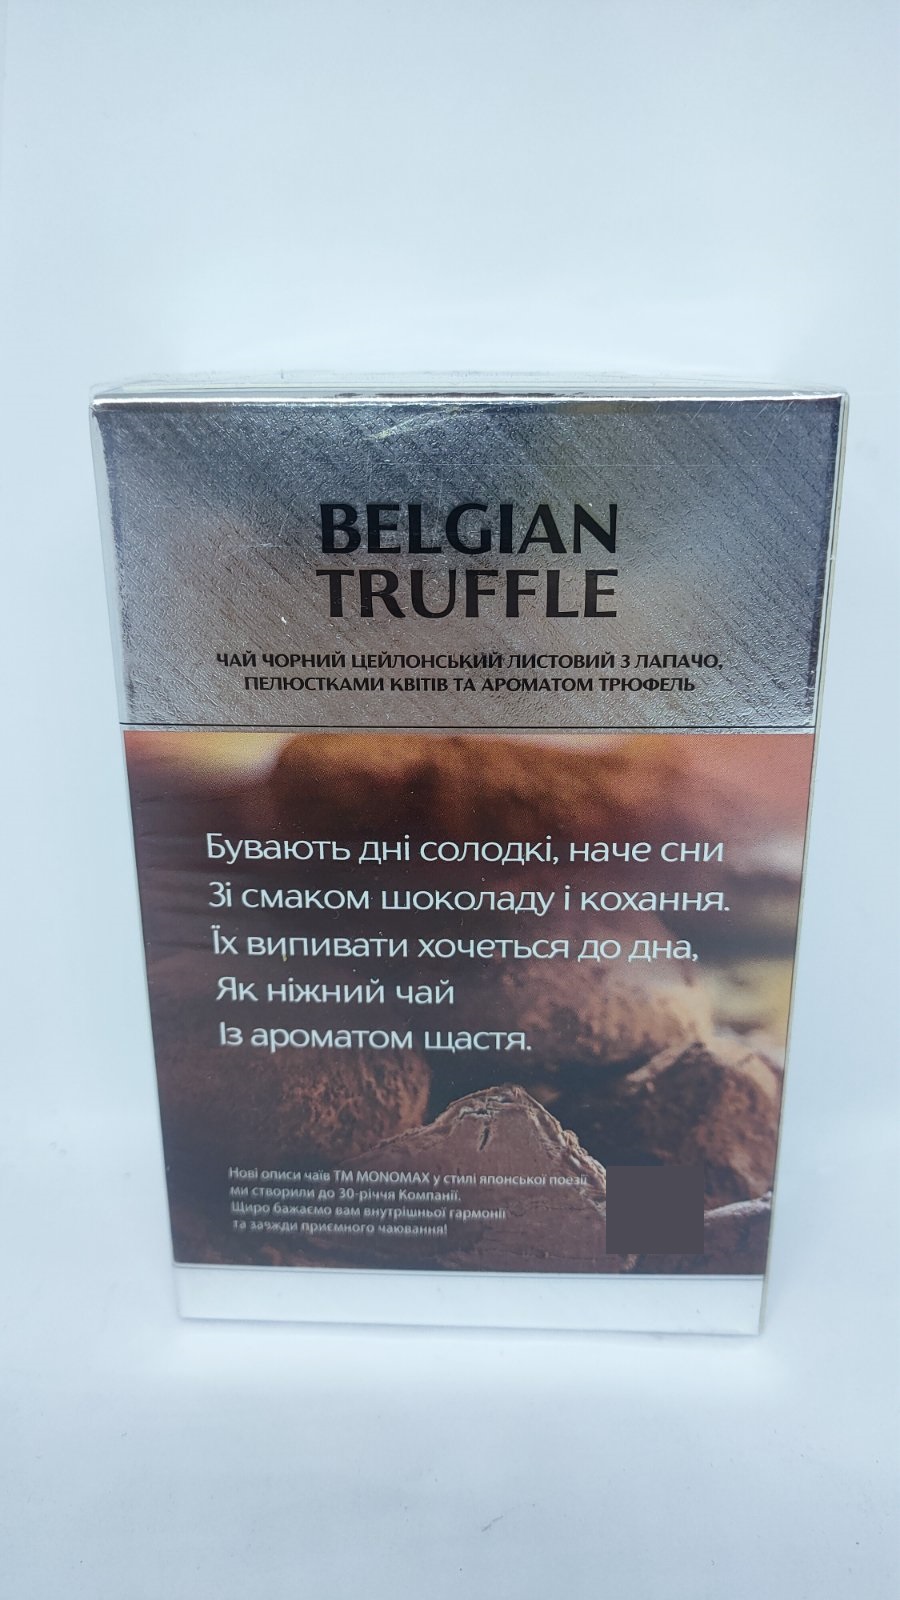 BELGIAN
TRUFFLE
ЧАЙ ЧОРНИЙ ЦЕЙЛОНСЬКИЙ ЛИСТОВИЙ З ЛАПАЧО,
ПЕЛЮСТКАМИ КВІТІВ ТА АРОМАТОМ ТРЮФЕЛЬ
Бувають дні солодкі, наче сни
Зі смаком шоколаду і кохання.
Їх випивати хочеться до дна,
Як ніжний чай
Із ароматом щастя.
Нові описи чаїв ТМ MONOMAX у стилі японської поезії
ми створили до 30-річчя Компанії.
Щиро бажаємо вам внутрішньої гармонії
та завжди приємного чаювання!